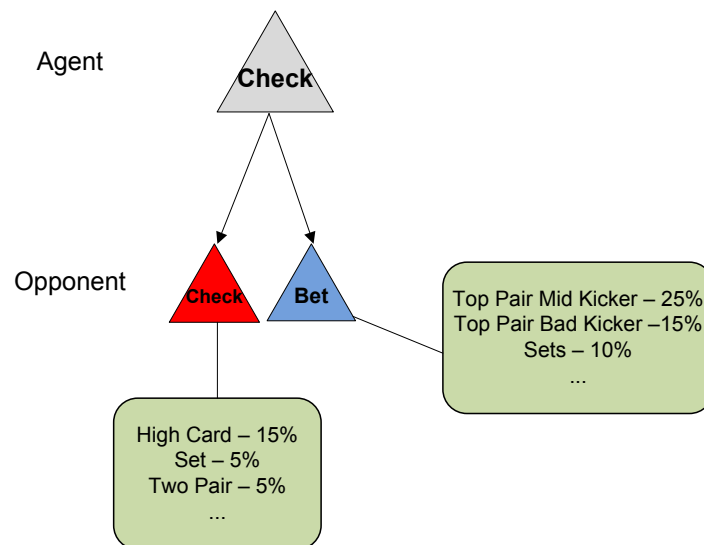 Agent
Check
Opponent
Check
Bet
Top Pair Mid Kicker – 25%
Top Pair Bad Kicker –15%
Sets – 10%
...
High Card – 15%
Set – 5%
Two Pair – 5%
...